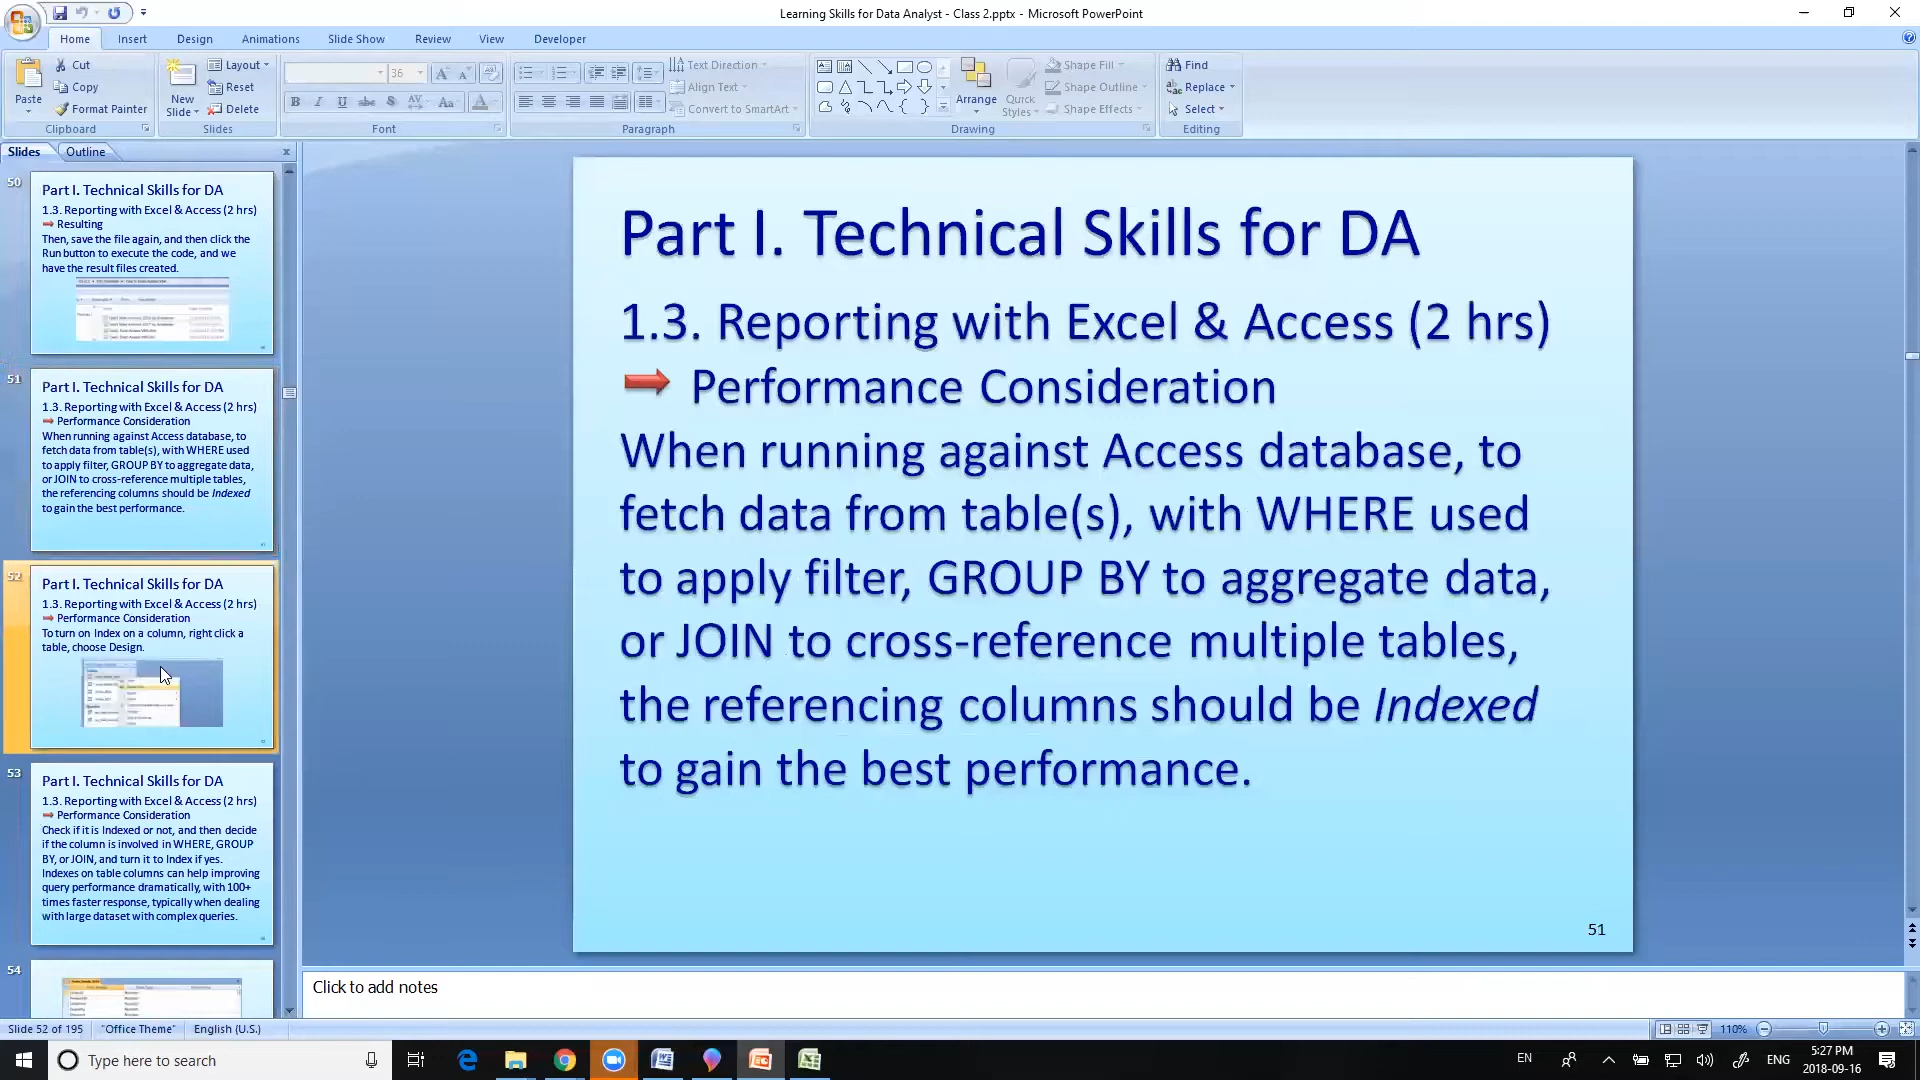 Learning Skills for Data Analyst - Class 2.pptx - Microsoft PowerPoint
Home Insert Design Animations Slide Show Review View Developer
Paste
Cut
Copy
Format Painter
Clipboard
New Slide
Layout
Reset
Delete
Slides
36
Font
Text Direction
Align Text
Convert to SmartArt
Paragraph
Arrange
Quick Styles
Shape Fill
Shape Outline
Shape Effects
Drawing
Find
Replace
Select
Editing
Slides Outline
50
Part I. Technical Skills for DA
1.3. Reporting with Excel & Access (2 hrs)
Resulting
Then, save the file again, and then click the
Run button to execute the code, and we
have the result files created.
51
Part I. Technical Skills for DA
1.3. Reporting with Excel & Access (2 hrs)
Performance Consideration
When running against Access database, to
fetch data from table(s), with WHERE used
to apply filter, GROUP BY to aggregate data,
or JOIN to cross-reference multiple tables,
the referencing columns should be Indexed
to gain the best performance.
52
Part I. Technical Skills for DA
1.3. Reporting with Excel & Access (2 hrs)
Performance Consideration
To turn on Index on a column, right click a
table, choose Design.
53
Part I. Technical Skills for DA
1.3. Reporting with Excel & Access (2 hrs)
Performance Consideration
Check if it is Indexed or not, and then decide
if the column is involved in WHERE, GROUP
BY, or JOIN, and turn it to Index if yes.
Indexes on table columns can help improving
query performance dramatically, with 100+
times faster response, typically when dealing
with large dataset with complex queries.
54
Part I. Technical Skills for DA
1.3. Reporting with Excel & Access (2 hrs)
Performance Consideration
When running against Access database, to
fetch data from table(s), with WHERE used
to apply filter, GROUP BY to aggregate data,
or JOIN to cross-reference multiple tables,
the referencing columns should be Indexed
to gain the best performance.
51
Click to add notes
Slide 52 of 195 "Office Theme" English (U.S.)
110%
Type here to search
EN
ENG
5:27 PM
2018-09-16